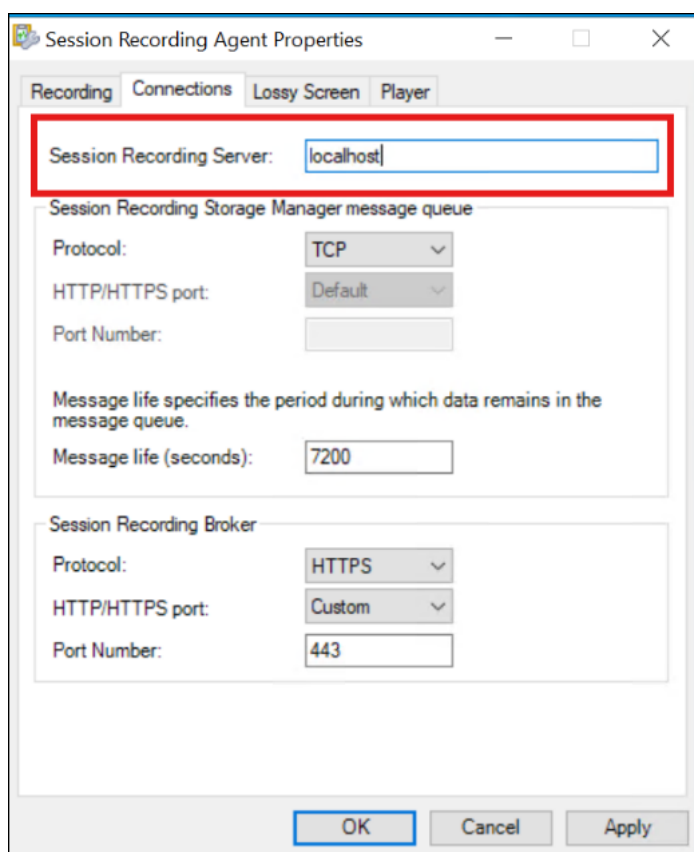 Session Recording Agent Properties
Recording Connections Lossy Screen Player
Session Recording Server: localhost
Session Recording Storage Manager message queue
Protocol: TCP
HTTP/HTTPS port: Default
Port Number:
Message life specifies the period during which data remains in the
message queue.
Message life (seconds): 7200
Session Recording Broker
Protocol: HTTPS
HTTP/HTTPS port: Custom
Port Number: 443
OK Cancel Apply